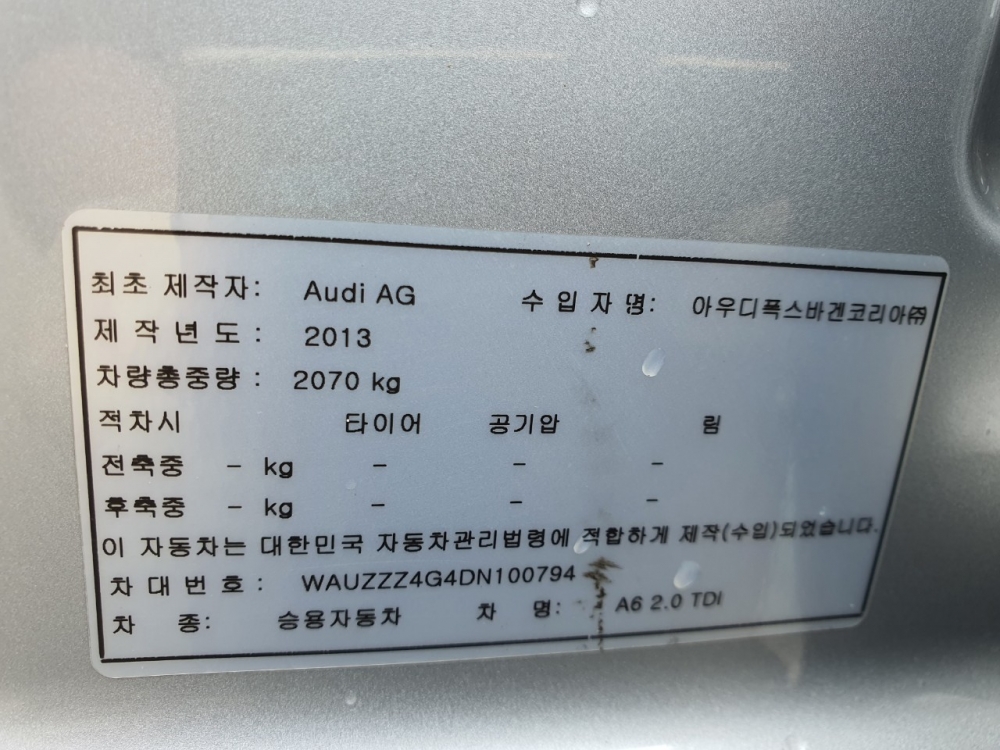 최초 제작자: Audi AG 수 입 자 명: 아우디폭스바겐코리아㈜
제 작 년 도 : 2013
차량총중량 : 2070 kg
적차시 타이어 공기압 림
전축중 - kg - - -
후축중 - kg - - -
이 자동차는 대한민국 자동차관리법령에 적합하게 제작(수입)되었습니다.
차 대 번 호 : WAUZZZ4G4DN100794
차 종: 승용자동차 차 명: A6 2.0 TDI